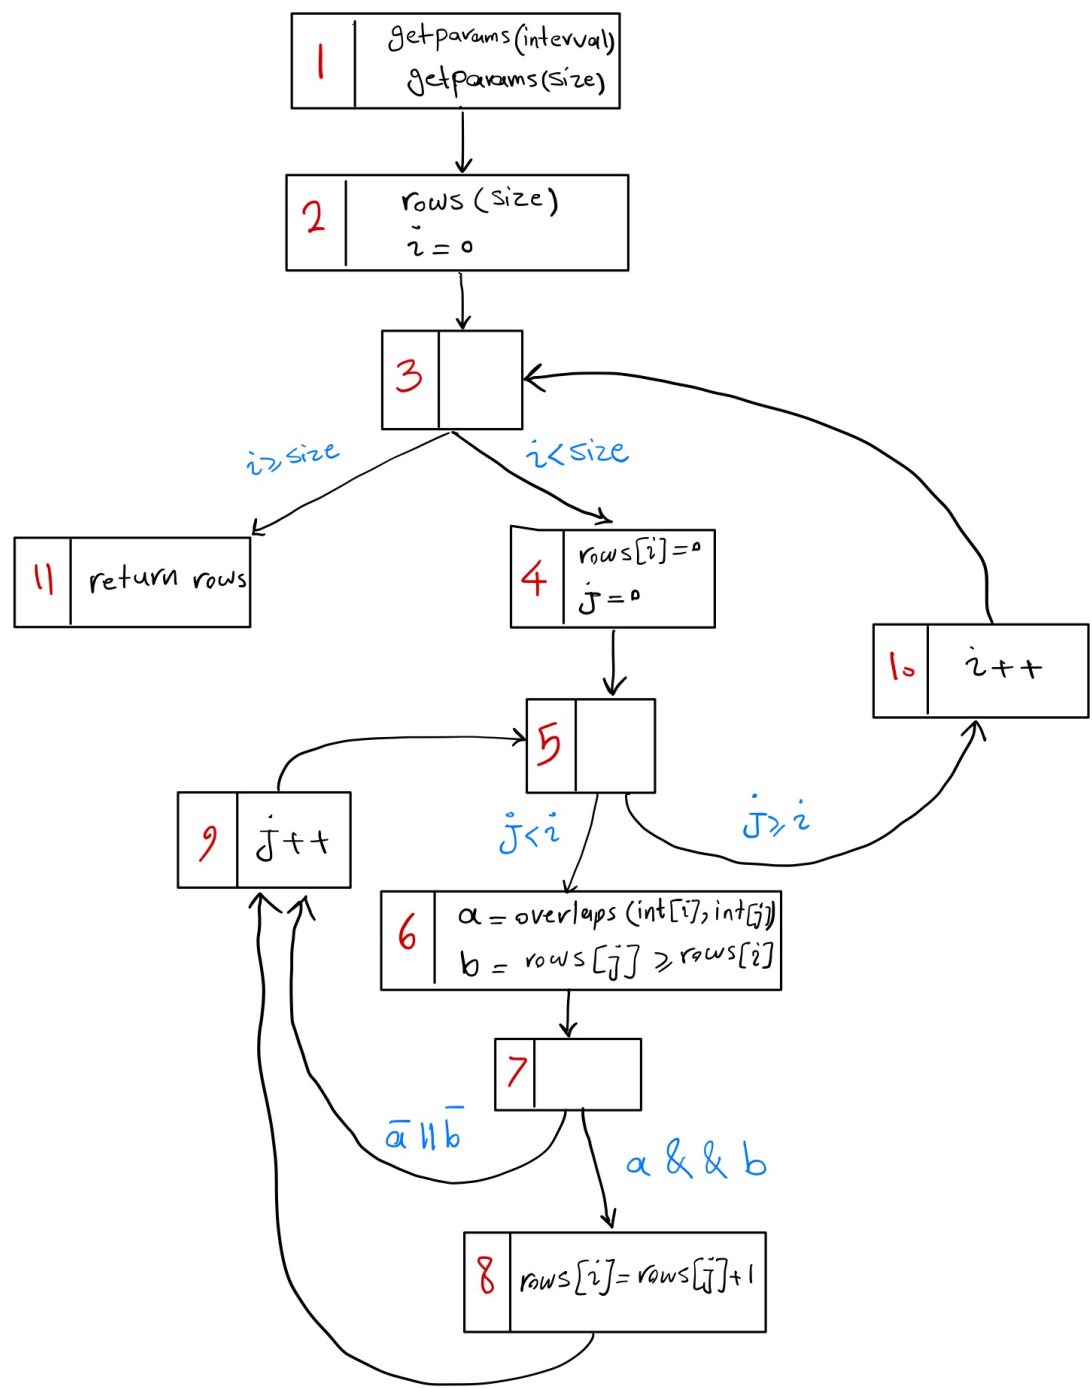 1
getparams(interval)
getparams(size)
2
rows(size)
i = 0
3
i ≥ size
i < size
11
return rows
4
rows[i] = 0
j = 0
10
i++
5
j < i
j ≥ i
9
j++
6
a = overlaps(int[i], int[j])
b = rows[j] ≥ rows[i]
7
a̅ || b̅
a && b
8
rows[i] = rows[j] + 1